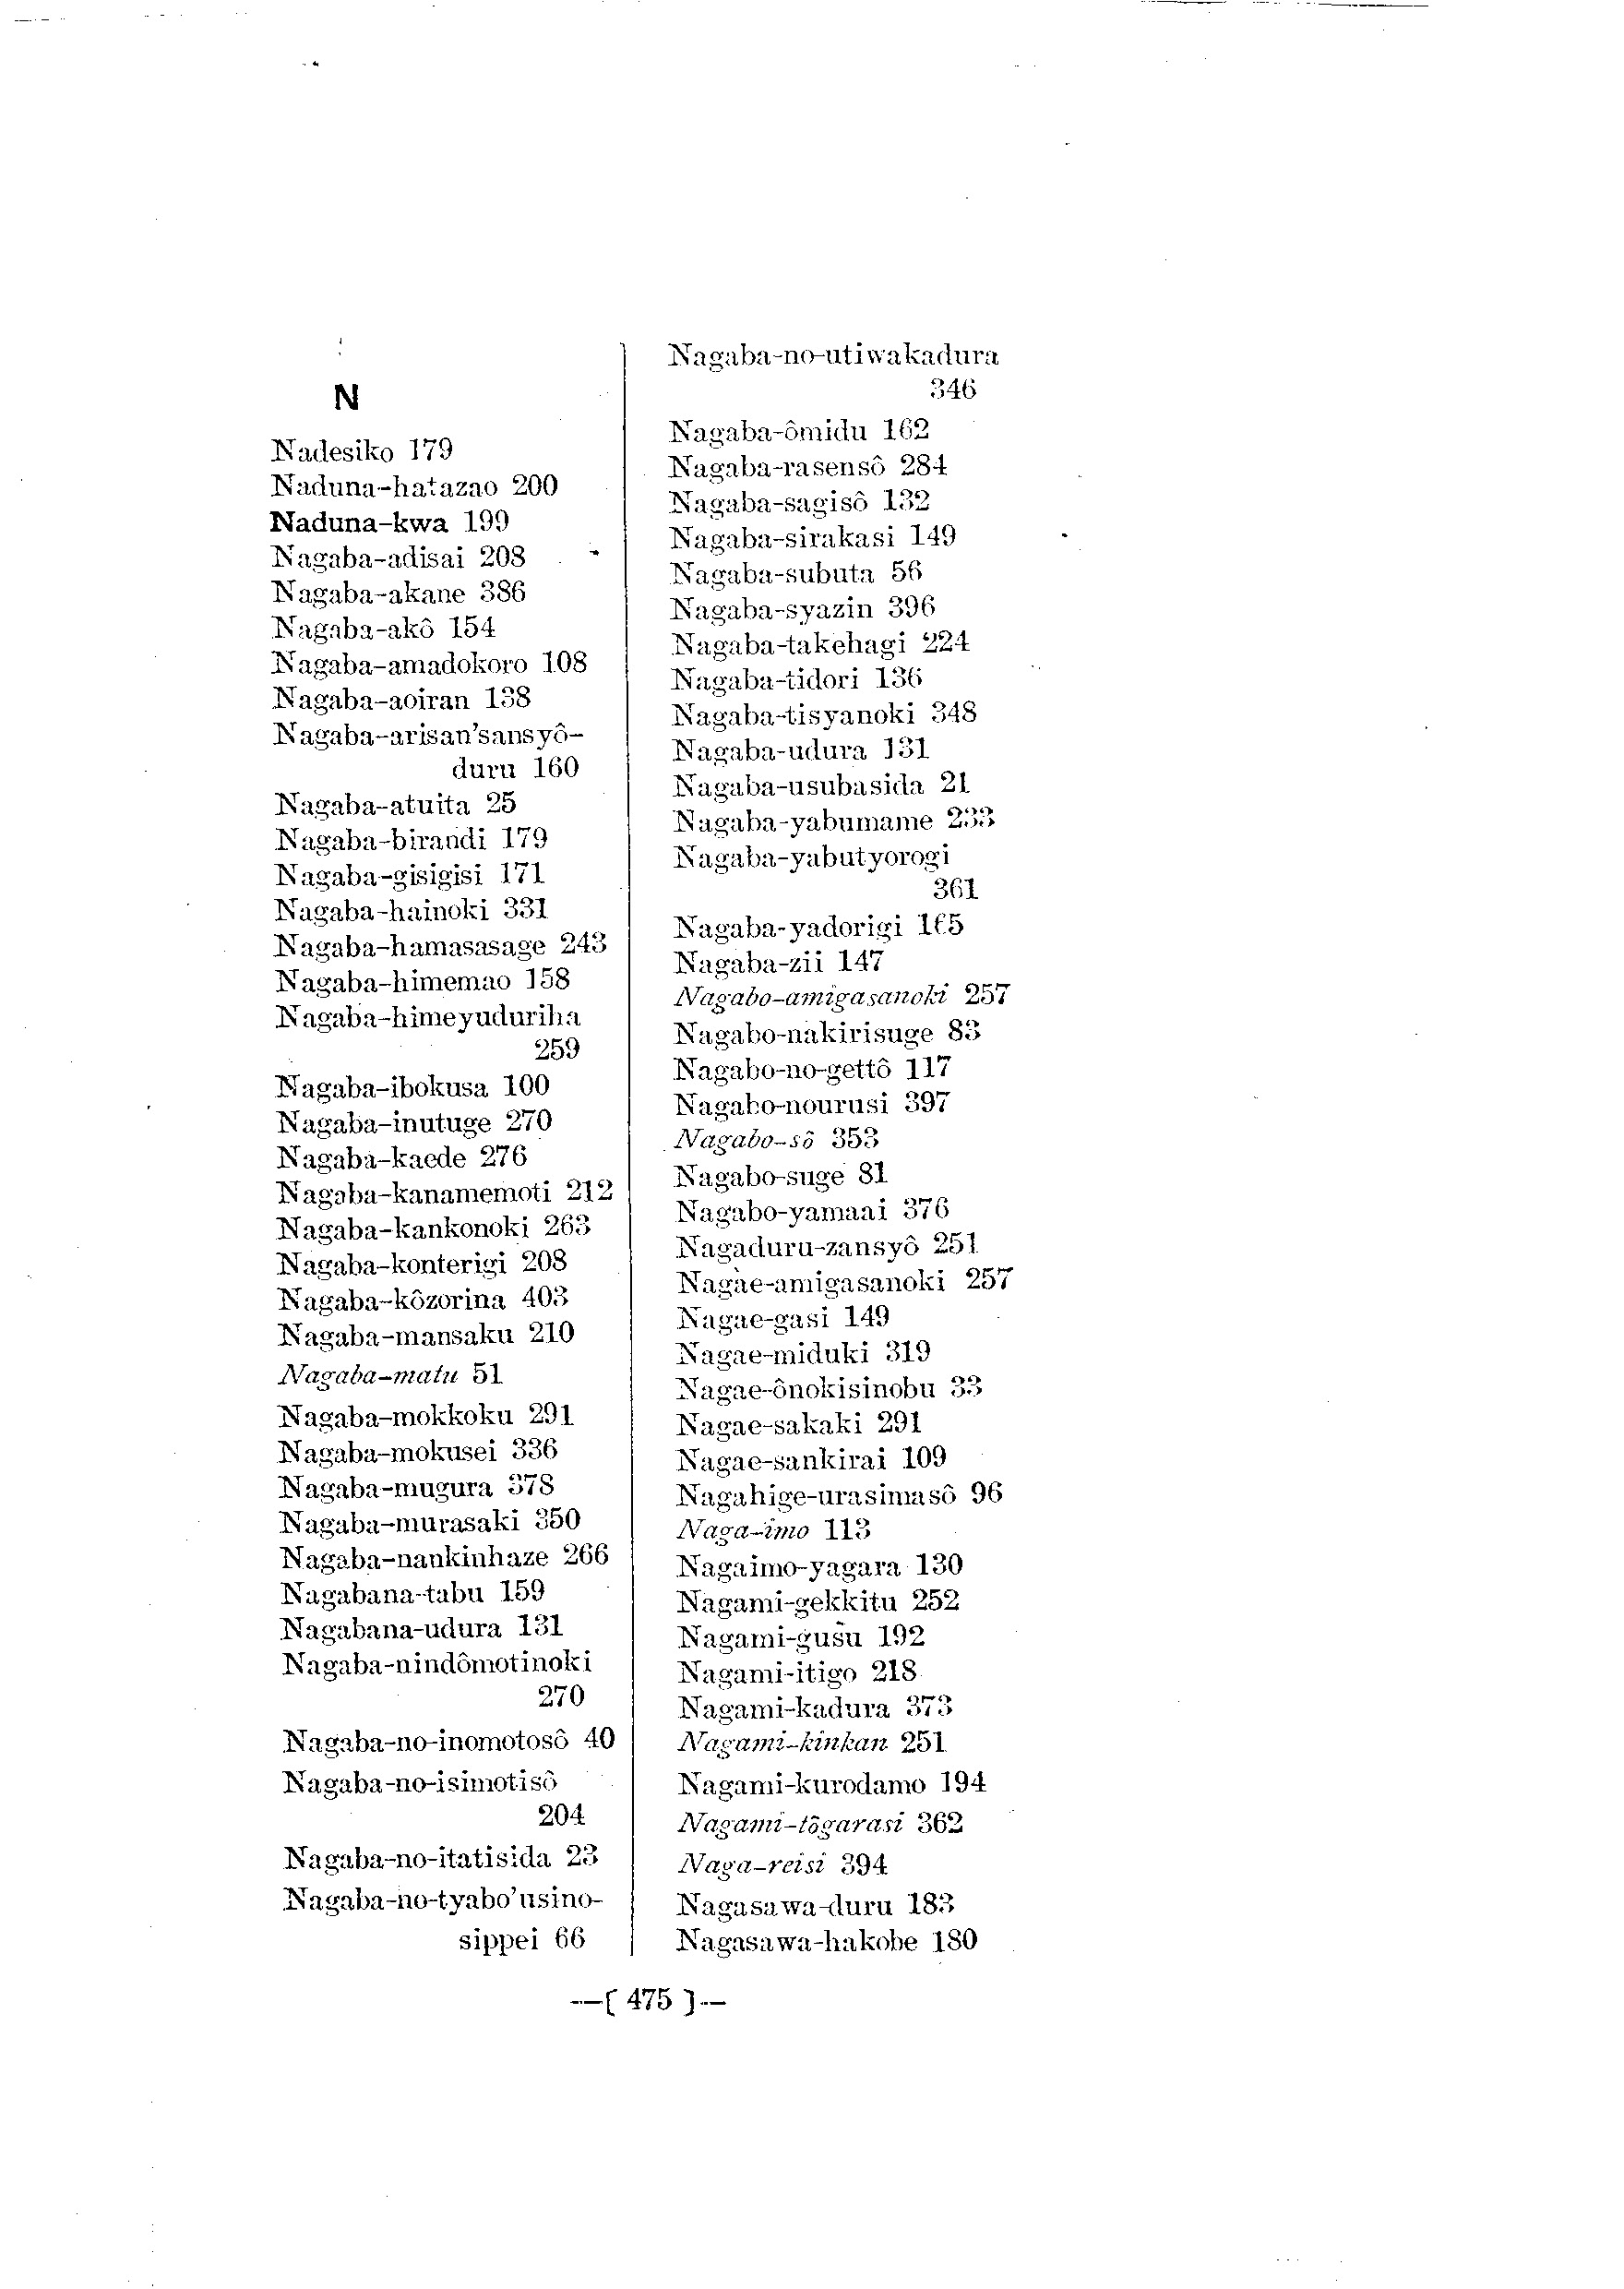 N
Nadesiko 179
Naduna-hatazao 200
Naduna-kwa 199
Nagaba-adisai 208
Nagaba-akane 386
Nagaba-akô 154
Nagaba-amadokoro 108
Nagaba-aoiran 138
Nagaba-arisan'sansyô-
duru 160
Nagaba-atuita 25
Nagaba-birandi 179
Nagaba-gisigisi 171
Nagaba-hainoki 331
Nagaba-hamasasage 243
Nagaba-himemao 158
Nagaba-himeyuduriha
259
Nagaba-ibokusa 100
Nagaba-inutuge 270
Nagaba-kaede 276
Nagaba-kanamemoti 212
Nagaba-kankonoki 263
Nagaba-konterigi 208
Nagaba-kôzorina 403
Nagaba-mansaku 210
Nagaba-matu 51
Nagaba-mokkoku 291
Nagaba-mokusei 336
Nagaba-mugura 378
Nagaba-murasaki 350
Nagaba-nankinhaze 266
Nagabana-tabu 159
Nagabana-udura 131
Nagaba-nindômotinoki
270
Nagaba-no-inomotosô 40
Nagaba-no-isimotisô
204
Nagaba-no-itatisida 23
Nagaba-no-tyabo'usino-
sippei 66
Nagaba-no-utiwakadura
346
Nagaba-ômidu 162
Nagaba-rasensô 284
Nagaba-sagisô 132
Nagaba-sirakasi 149
Nagaba-subuta 56
Nagaba-syazin 396
Nagaba-takehagi 224
Nagaba-tidori 136
Nagaba-tisyanoki 348
Nagaba-udura 131
Nagaba-usubasida 21
Nagaba-yabumame 233
Nagaba-yabutyorogi
361
Nagaba-yadorigi 165
Nagaba-zii 147
Nagabo-amigasanoki 257
Nagabo-nakirisuge 83
Nagabo-no-gettô 117
Nagabo-nourusi 397
Nagabo-sô 353
Nagabo-suge 81
Nagabo-yamaai 376
Nagaduru-zansyô 251
Nagae-amigasanoki 257
Nagae-gasi 149
Nagae-miduki 319
Nagae-ônokisinobu 33
Nagae-sakaki 291
Nagae-sankirai 109
Nagahige-urasimasô 96
Naga-imo 113
Nagaimo-yagara 130
Nagami-gekkitu 252
Nagami-gusu 192
Nagami-itigo 218
Nagami-kadura 373
Nagami-kinkan 251
Nagami-kurodamo 194
Nagami-tôgarasi 362
Naga-reisi 394
Nagasawa-duru 183
Nagasawa-hakobe 180
—( 475 )—